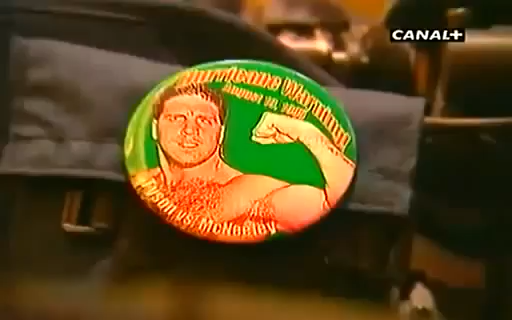 CANAL+
Hurricane Warning!
AUGUST 19, 1995
Tyson vs. McNeeley